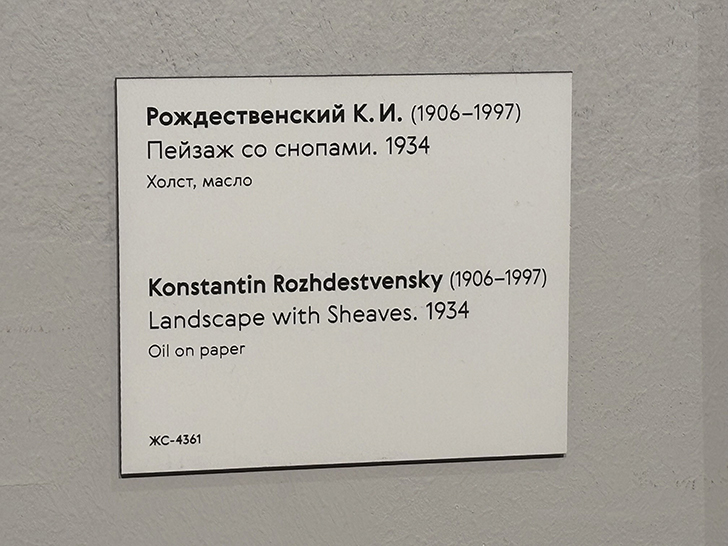 Рождественский К. И. (1906–1997)
Пейзаж со снопами. 1934
Холст, масло
Konstantin Rozhdestvensky (1906–1997)
Landscape with Sheaves. 1934
Oil on paper
ЖС-4361